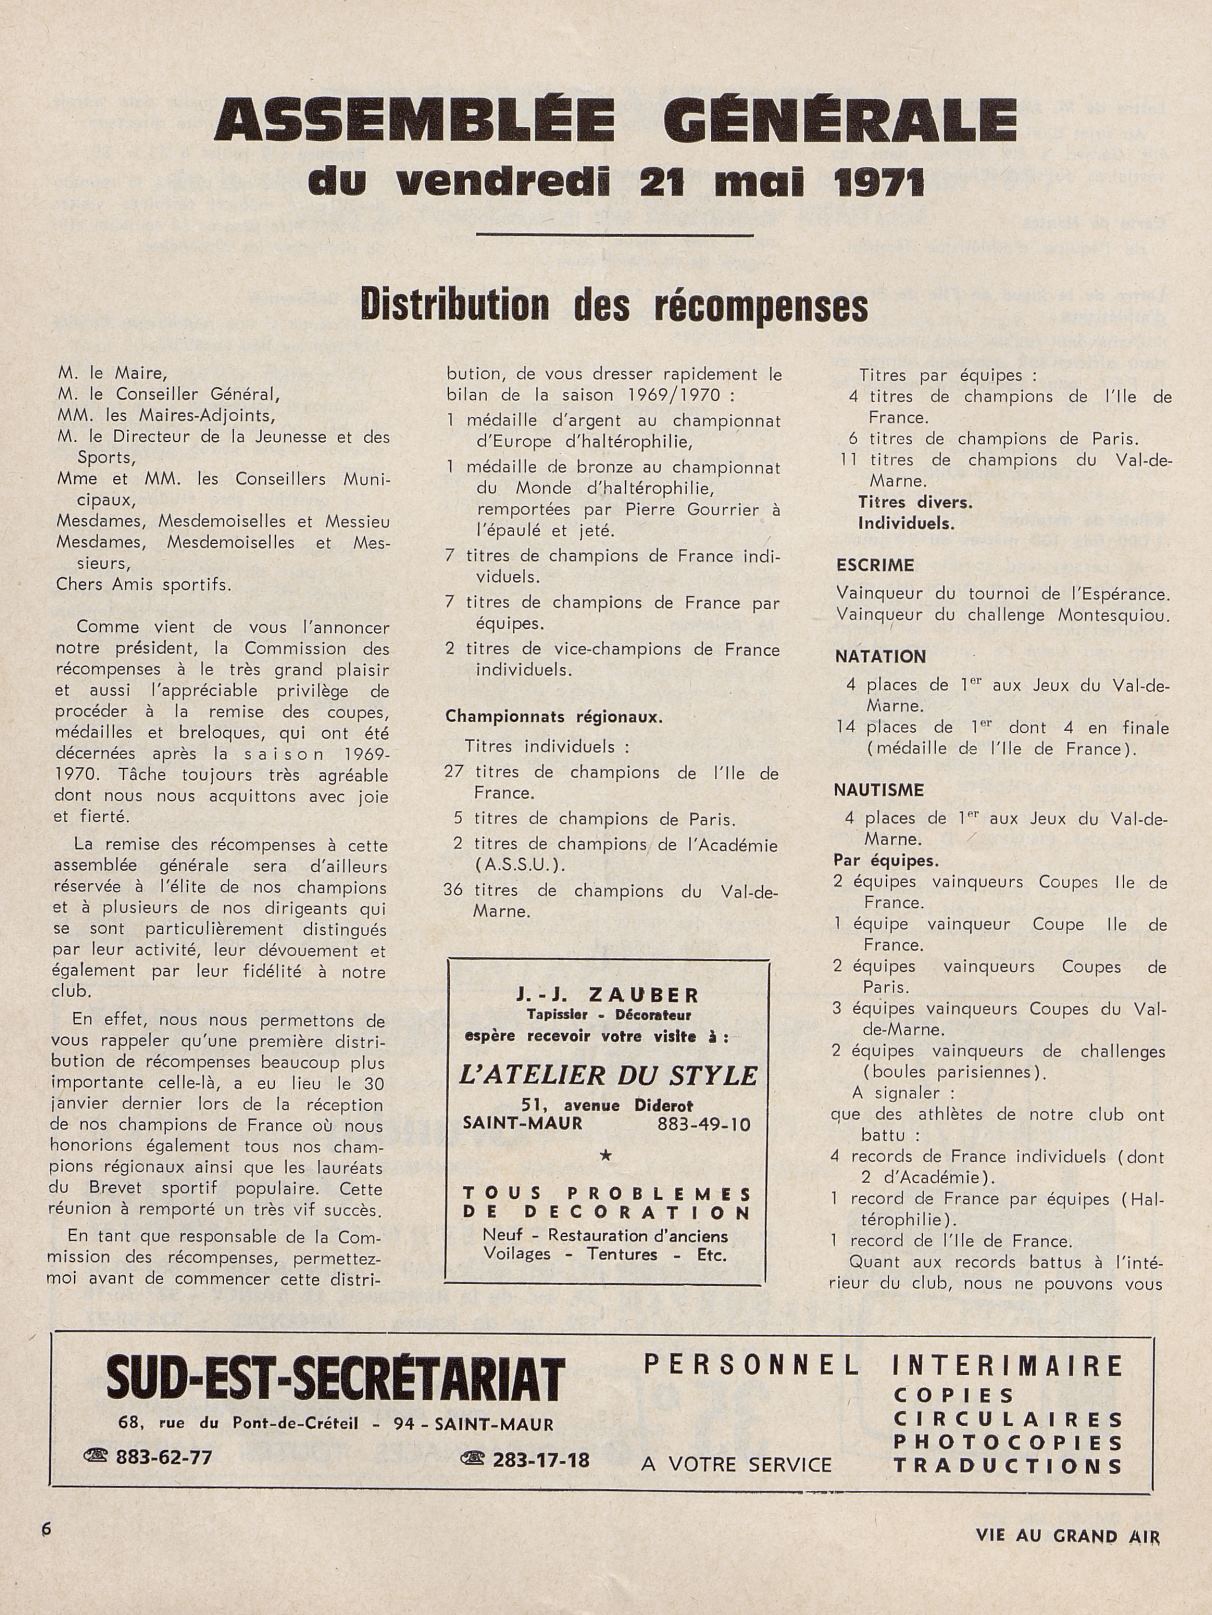 ASSEMBLÉE GÉNÉRALE
du vendredi 21 mai 1971
Distribution des récompenses
M. le Maire,
M. le Conseiller Général,
MM. les Maires-Adjoints,
M. le Directeur de la Jeunesse et des
Sports,
Mme et MM. les Conseillers Muni-
cipaux,
Mesdames, Mesdemoiselles et Messieu
Mesdames, Mesdemoiselles et Mes-
sieurs,
Chers Amis sportifs.
Comme vient de vous l'annoncer
notre président, la Commission des
récompenses à le très grand plaisir
et aussi l'appréciable privilège de
procéder à la remise des coupes,
médailles et breloques, qui ont été
décernées après la saison 1969-
1970. Tâche toujours très agréable
dont nous nous acquittons avec joie
et fierté.
La remise des récompenses à cette
assemblée générale sera d'ailleurs
réservée à l'élite de nos champions
et à plusieurs de nos dirigeants qui
se sont particulièrement distingués
par leur activité, leur dévouement et
également par leur fidélité à notre
club.
En effet, nous nous permettons de
vous rappeler qu'une première distri-
bution de récompenses beaucoup plus
importante celle-là, a eu lieu le 30
janvier dernier lors de la réception
de nos champions de France où nous
honorions également tous nos cham-
pions régionaux ainsi que les lauréats
du Brevet sportif populaire. Cette
réunion à remporté un très vif succès.
En tant que responsable de la Com-
mission des récompenses, permettez-
moi avant de commencer cette distri-
bution, de vous dresser rapidement le
bilan de la saison 1969/1970 :
1 médaille d'argent au championnat
d'Europe d'haltérophilie,
1 médaille de bronze au championnat
du Monde d'haltérophilie,
remportées par Pierre Gourrier à
l'épaulé et jeté.
7 titres de champions de France indi-
viduels.
7 titres de champions de France par
équipes.
2 titres de vice-champions de France
individuels.
Championnats régionaux.
Titres individuels :
27 titres de champions de l'Ile de
France.
5 titres de champions de Paris.
2 titres de champions de l'Académie
(A.S.S.U.).
36 titres de champions du Val-de-
Marne.
J.-J. ZAUBER
Tapissier - Décorateur
espère recevoir votre visite à :
L'ATELIER DU STYLE
51, avenue Diderot
SAINT-MAUR 883-49-10
★
TOUS PROBLEMES
DE DECORATION
Neuf - Restauration d'anciens
Voilages - Tentures - Etc.
Titres par équipes :
4 titres de champions de l'Ile de
France.
6 titres de champions de Paris.
11 titres de champions du Val-de-
Marne.
Titres divers.
Individuels.
ESCRIME
Vainqueur du tournoi de l'Espérance.
Vainqueur du challenge Montesquiou.
NATATION
4 places de 1er aux Jeux du Val-de-
Marne.
14 places de 1er dont 4 en finale
(médaille de l'Ile de France).
NAUTISME
4 places de 1er aux Jeux du Val-de-
Marne.
Par équipes.
2 équipes vainqueurs Coupes Ile de
France.
1 équipe vainqueur Coupe Ile de
France.
2 équipes vainqueurs Coupes de
Paris.
3 équipes vainqueurs Coupes du Val-
de-Marne.
2 équipes vainqueurs de challenges
(boules parisiennes).
A signaler :
que des athlètes de notre club ont
battu :
4 records de France individuels (dont
2 d'Académie).
1 record de France par équipes (Hal-
térophilie).
1 record de l'Ile de France.
Quant aux records battus à l'inté-
rieur du club, nous ne pouvons vous
SUD-EST-SECRÉTARIAT
68, rue du Pont-de-Créteil - 94 - SAINT-MAUR
☎ 883-62-77 ☎ 283-17-18
PERSONNEL INTERIMAIRE
COPIES
CIRCULAIRES
PHOTOCOPIES
A VOTRE SERVICE TRADUCTIONS
6
VIE AU GRAND AIR